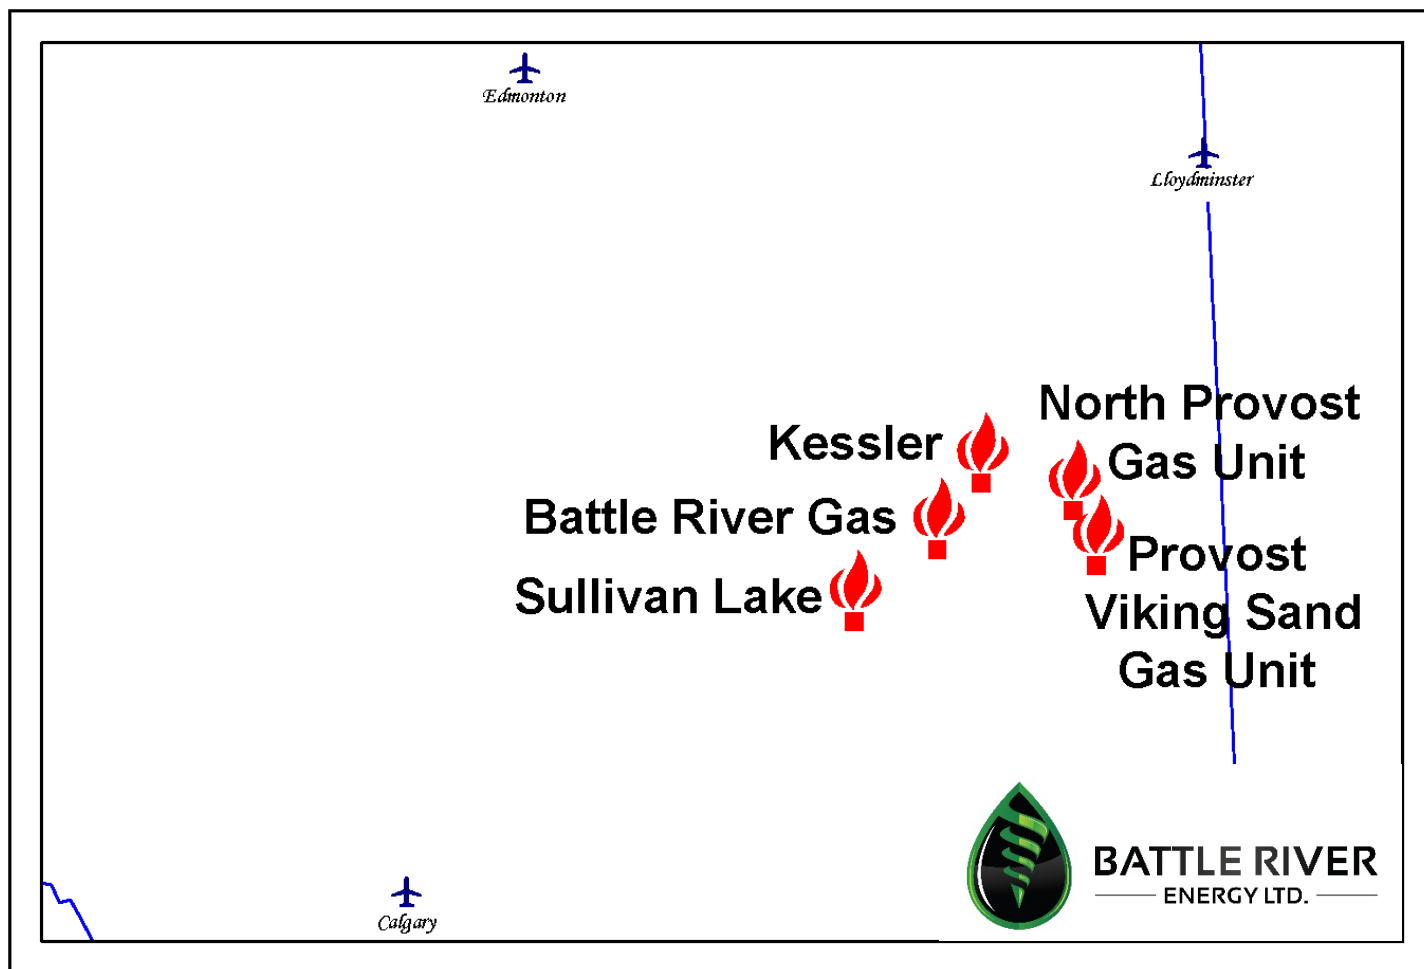 Edmonton
Lloydminster
North Provost
Gas Unit
Kessler
Battle River Gas
Sullivan Lake
Provost
Viking Sand
Gas Unit
BATTLE RIVER
ENERGY LTD.
Calgary